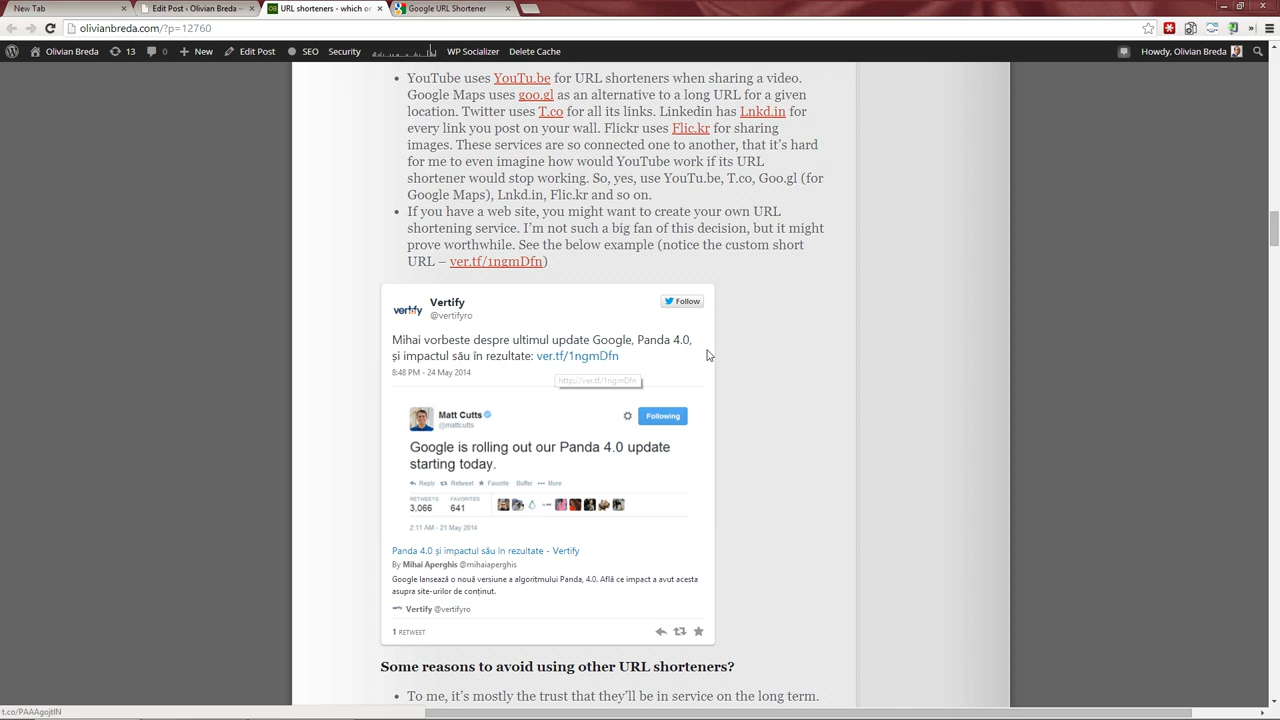 New Tab
Edit Post ‹ Olivian Breda —
URL shorteners - which or
Google URL Shortener
olivianbreda.com/?p=12760
Olivian Breda 13 0 New Edit Post SEO Security WP Socializer Delete Cache Howdy, Olivian Breda
YouTube uses YouTu.be for URL shorteners when sharing a video.
Google Maps uses goo.gl as an alternative to a long URL for a given
location. Twitter uses T.co for all its links. Linkedin has Lnkd.in for
every link you post on your wall. Flickr uses Flic.kr for sharing
images. These services are so connected one to another, that it's hard
for me to even imagine how would YouTube work if its URL
shortener would stop working. So, yes, use YouTu.be, T.co, Goo.gl (for
Google Maps), Lnkd.in, Flic.kr and so on.
If you have a web site, you might want to create your own URL
shortening service. I'm not such a big fan of this decision, but it might
prove worthwhile. See the below example (notice the custom short
URL – ver.tf/1ngmDfn)
vertify
Vertify
@vertifyro
Follow
Mihai vorbeste despre ultimul update Google, Panda 4.0,
și impactul său în rezultate: ver.tf/1ngmDfn
8:48 PM - 24 May 2014
http://ver.tf/1ngmDfn
Matt Cutts
@mattcutts
Following
Google is rolling out our Panda 4.0 update
starting today.
Reply Retweet Favorite Buffer More
RETWEETS FAVORITES
3,066 641
2:11 AM - 21 May 2014
Panda 4.0 și impactul său în rezultate - Vertify
By Mihai Aperghis @mihaiaperghis
Google lansează o nouă versiune a algoritmului Panda, 4.0. Află ce impact a avut acesta
asupra site-urilor de conținut.
Vertify @vertifyro
1 RETWEET
Some reasons to avoid using other URL shorteners?
To me, it's mostly the trust that they'll be in service on the long term.